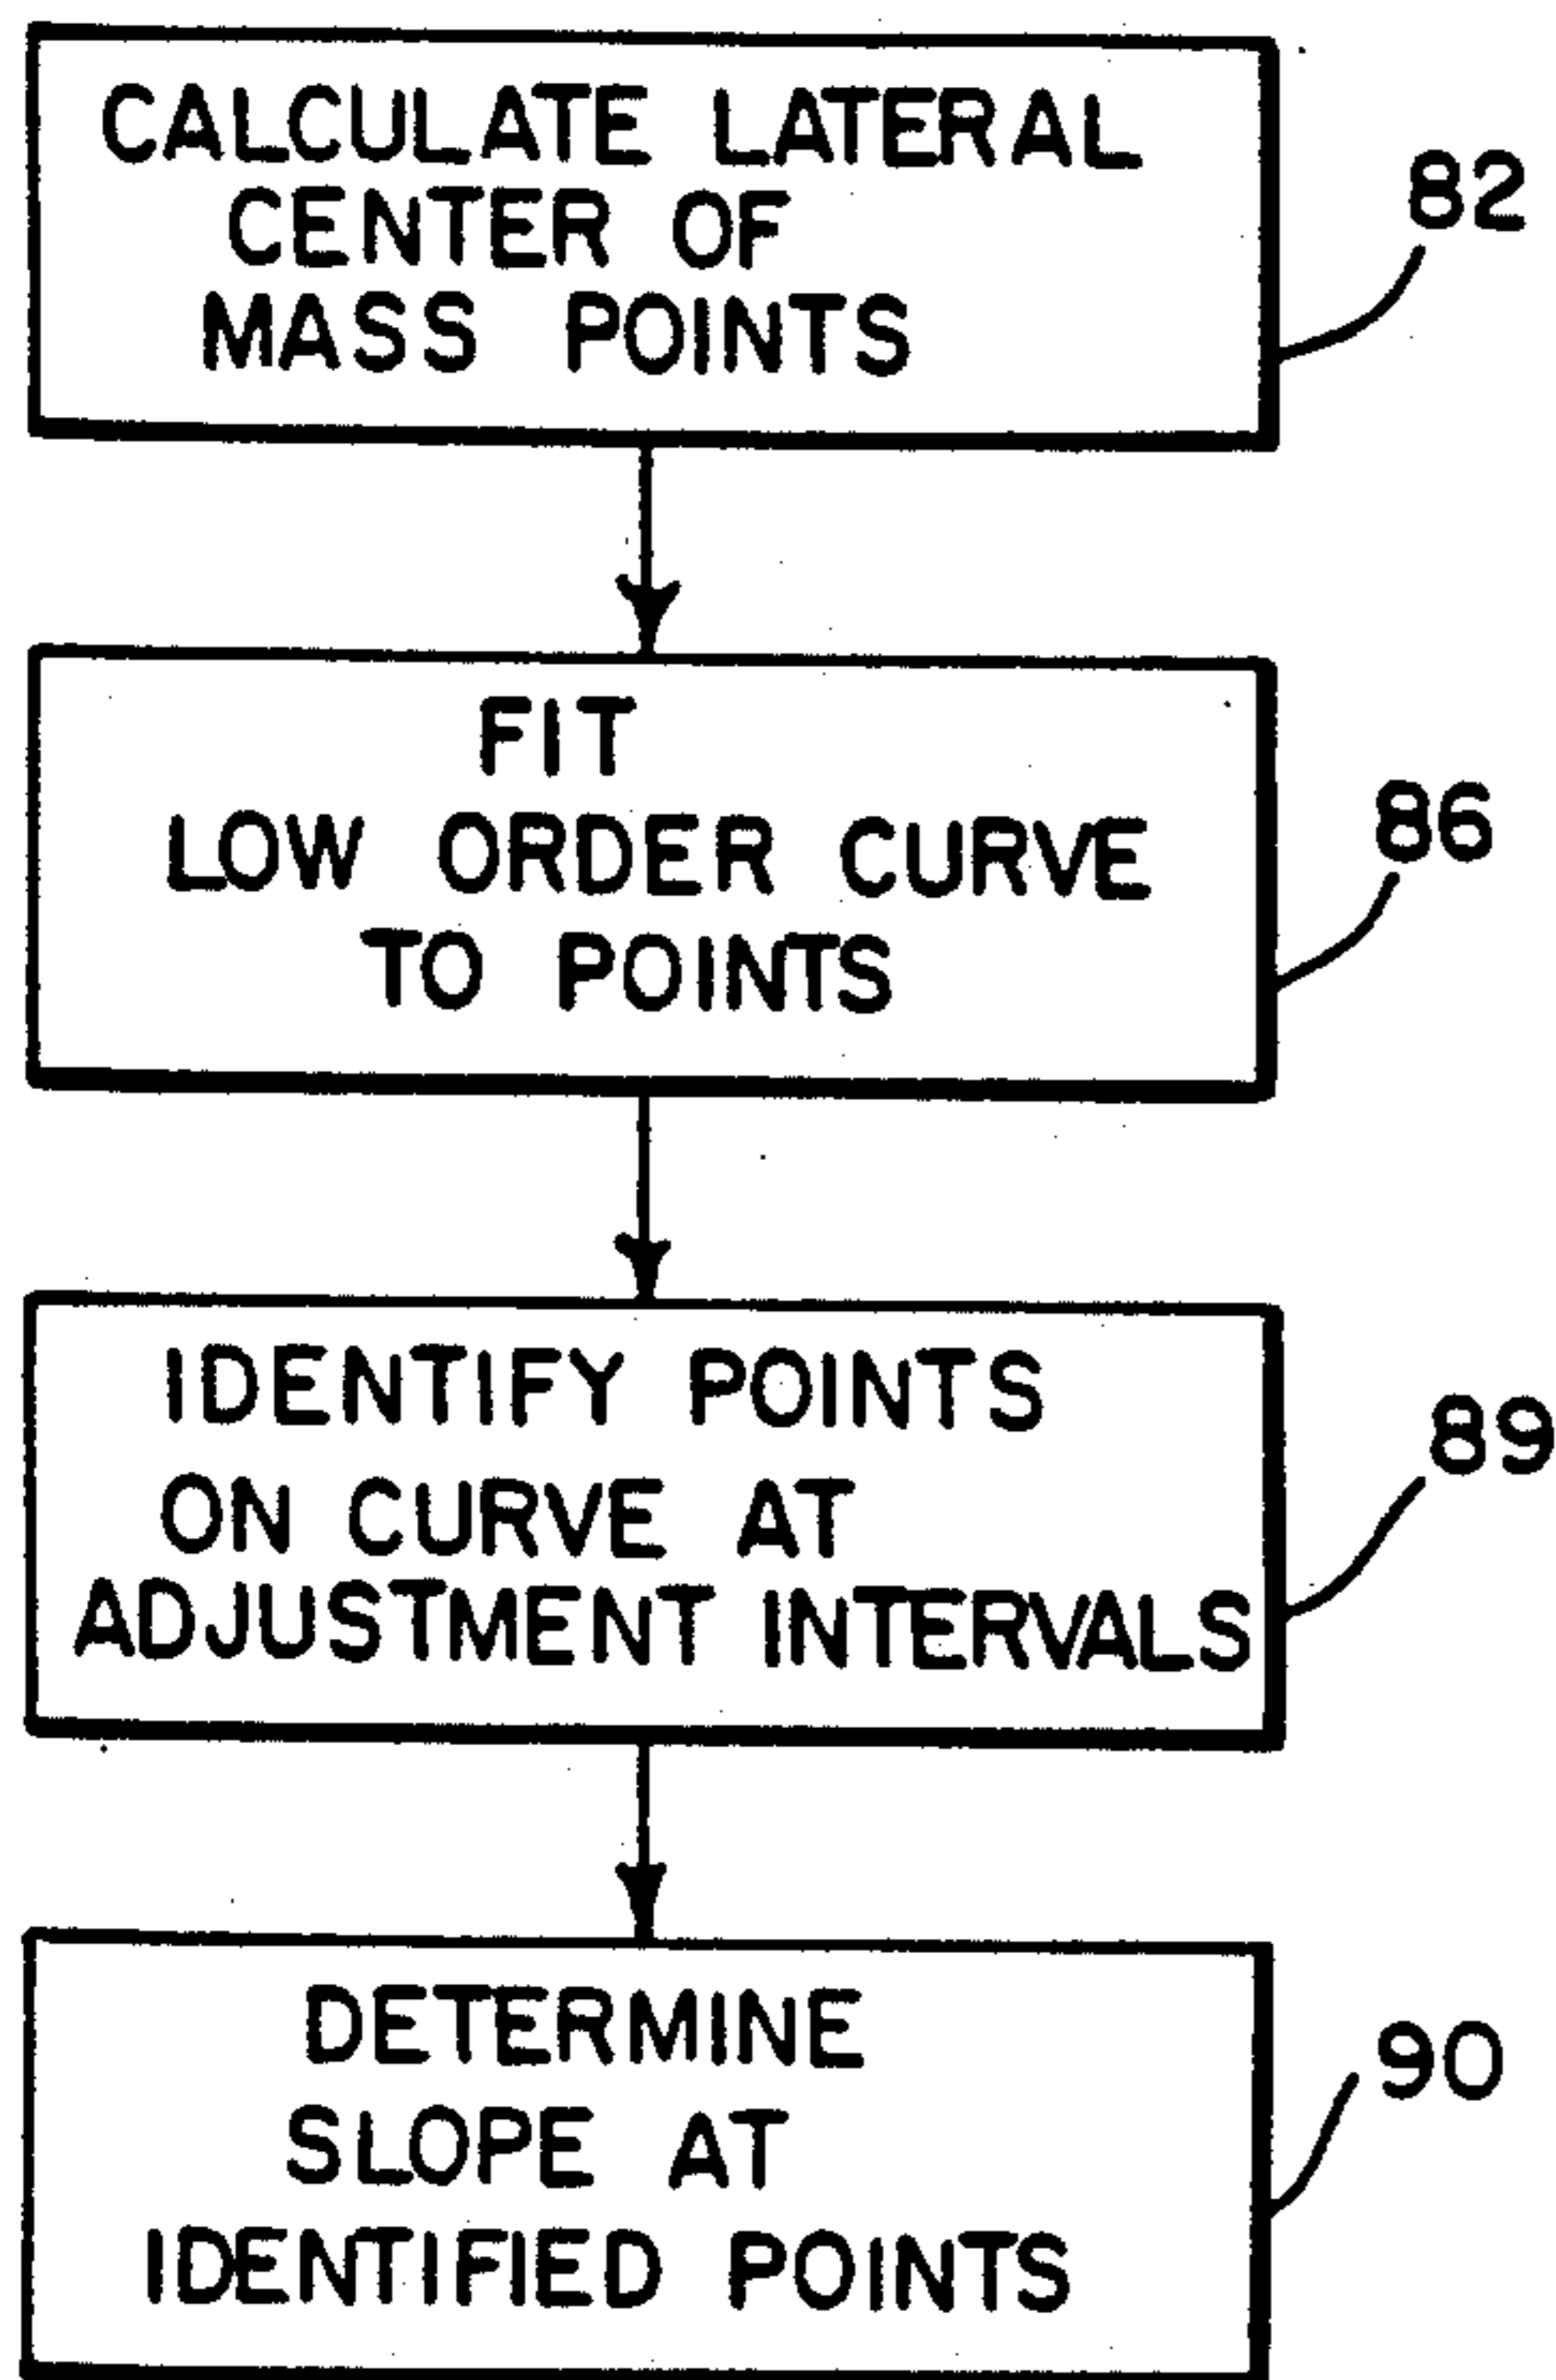 CALCULATE LATERAL
CENTER OF
MASS POINTS
82
FIT
LOW ORDER CURVE
TO POINTS
86
IDENTIFY POINTS
ON CURVE AT
ADJUSTMENT INTERVALS
89
DETERMINE
SLOPE AT
IDENTIFIED POINTS
90